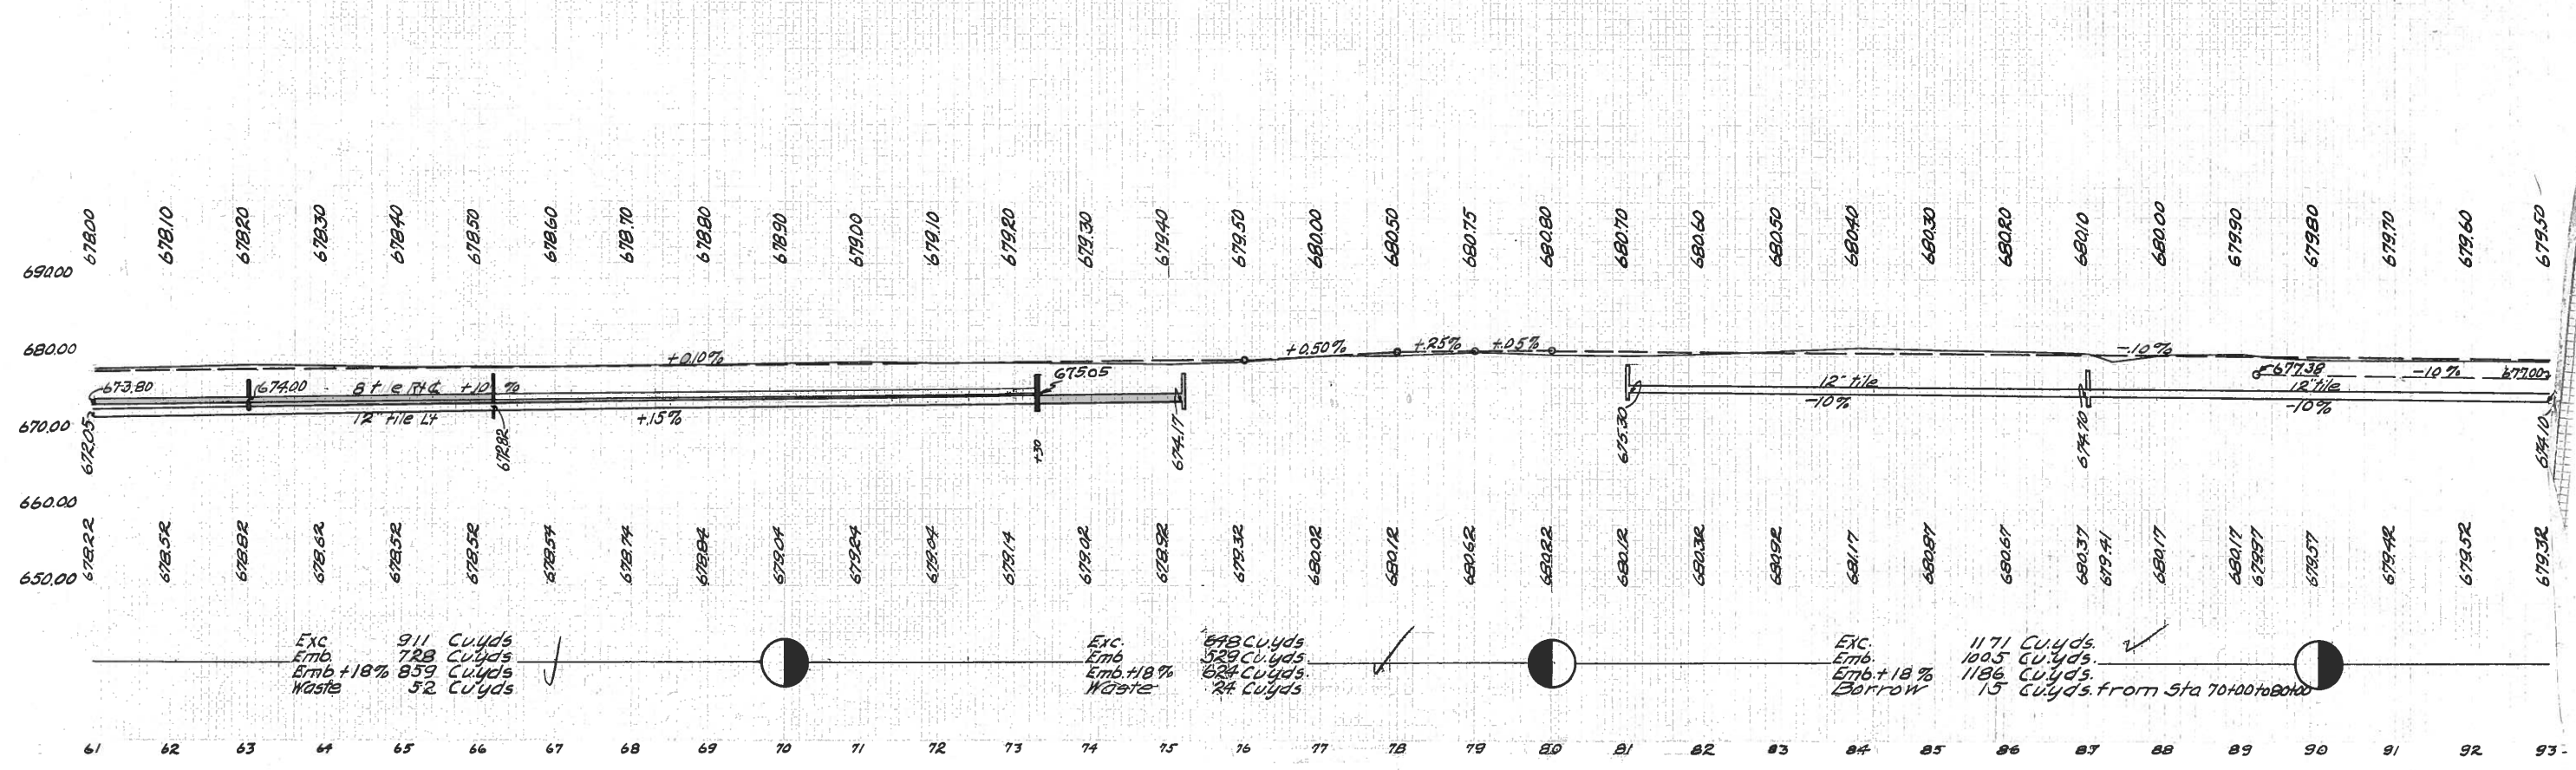 678.00 678.10 678.20 678.30 678.40 678.50 678.60 678.70 678.80 678.90 679.00 679.10 679.20 679.30 679.40 679.50 680.00 680.50 680.75 680.80 680.70 680.60 680.50 680.40 680.30 680.20 680.10 680.00 679.90 679.80 679.70 679.60 679.50
690.00
680.00
+0.10% +0.50% +.25% +.05% -.10%
673.80 674.00 8 tile Rt +.10 % 675.05 12" tile 677.38 -.10% 677.00
12" tile Lt +.15% -.10% 12" tile -.10%
670.00
672.05 672.82 +30 674.17 675.30 674.70 674.10
660.00
678.22 678.52 678.82 678.62 678.52 678.52 678.54 678.74 678.84 679.04 679.24 679.04 679.14 679.02 678.92 679.32 680.02 680.12 680.62 680.22 680.12 680.32 680.92 681.17 680.87 680.67 680.37 679.41 680.17 680.17 679.97 679.57 679.42 679.52 679.32
650.00
Exc. 911 Cu.yds
Emb. 728 Cu.yds
Emb.+18% 859 Cu.yds
Waste 52 Cu.yds
Exc. 648 Cu.yds
Emb. 529 Cu.yds.
Emb.+18% 624 Cu.yds.
Waste 24 Cu.yds
Exc. 1171 Cu.yds.
Emb. 1005 Cu.yds.
Emb.+18% 1186 Cu.yds.
Borrow 15 Cu.yds. from Sta 70+00 to 80+00
61 62 63 64 65 66 67 68 69 70 71 72 73 74 75 76 77 78 79 80 81 82 83 84 85 86 87 88 89 90 91 92 93